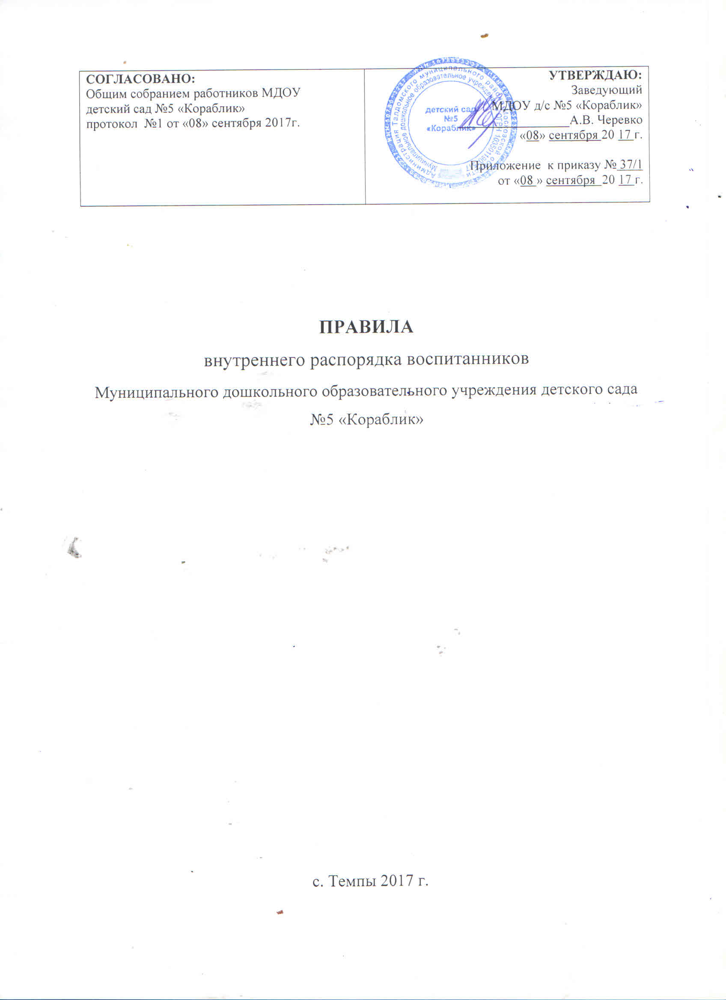 СОГЛАСОВАНО:
Общим собранием работников МДОУ
детский сад №5 «Кораблик»
протокол №1 от «08» сентября 2017г.
УТВЕРЖДАЮ:
Заведующий
МДОУ д/с №5 «Кораблик»
А.В. Черевко
«08» сентября 20 17 г.
Приложение к приказу № 37/1
от «08 » сентября 20 17 г.
Администрация Талдомского муниципального района Московской области
Муниципальное дошкольное образовательное учреждение
детский сад
№5
«Кораблик»
ПРАВИЛА
внутреннего распорядка воспитанников
Муниципального дошкольного образовательного учреждения детского сада
№5 «Кораблик»
с. Темпы 2017 г.